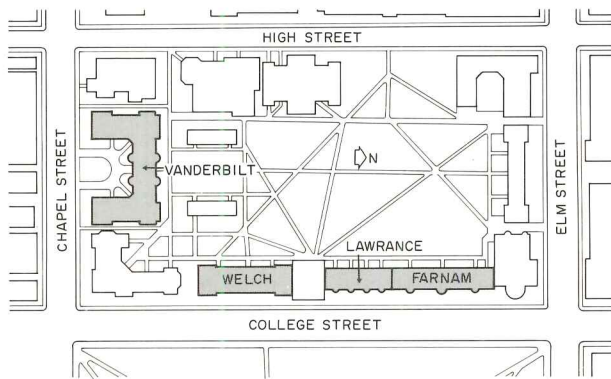 HIGH STREET
CHAPEL STREET
VANDERBILT
N
ELM STREET
LAWRANCE
WELCH
FARNAM
COLLEGE STREET